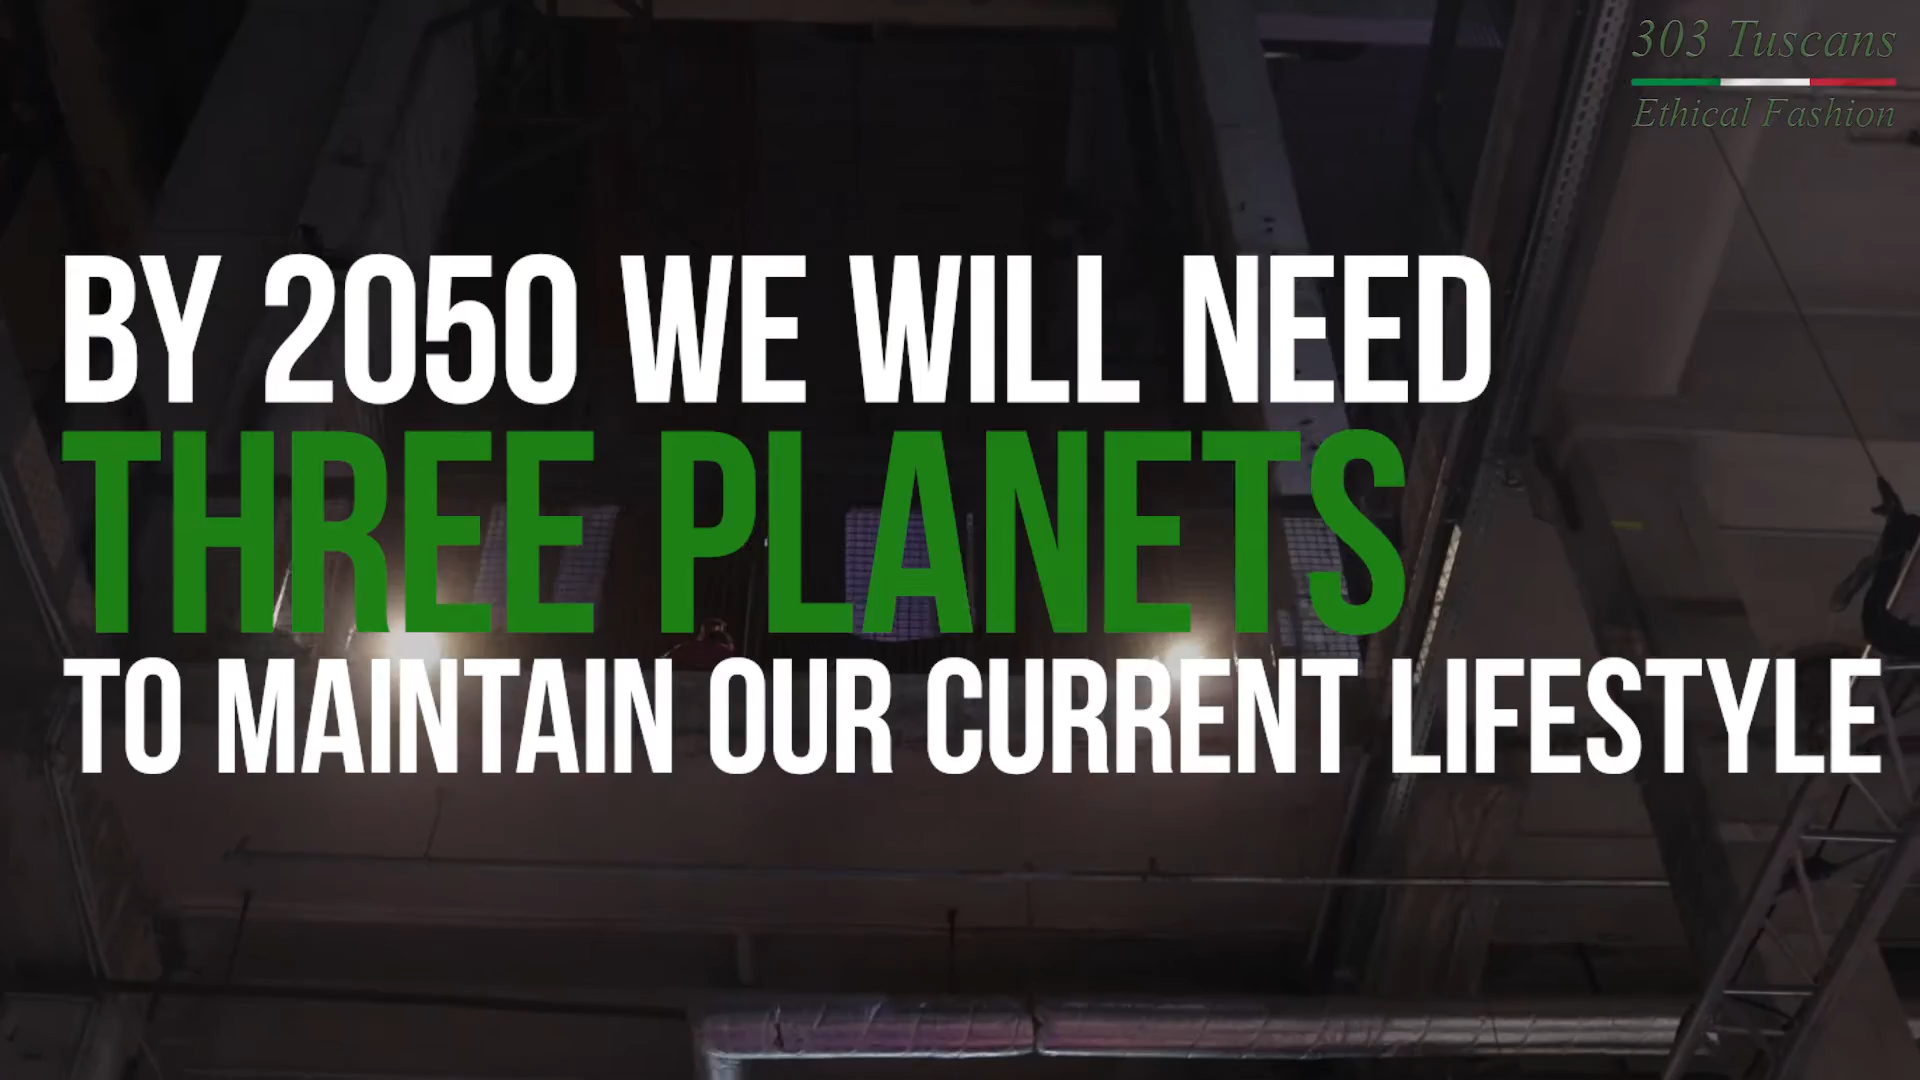 303 Tuscans
Ethical Fashion
BY 2050 WE WILL NEED
THREE PLANETS
TO MAINTAIN OUR CURRENT LIFESTYLE